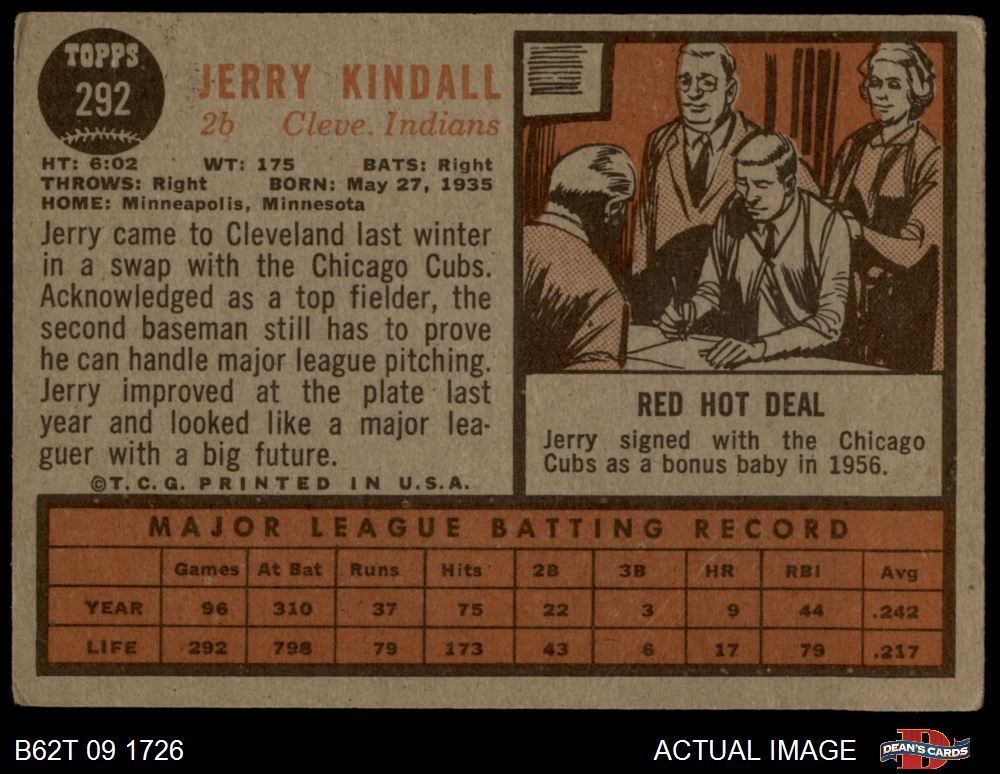 TOPPS
292
JERRY KINDALL
2b Cleve. Indians
HT: 6:02 WT: 175 BATS: Right
THROWS: Right BORN: May 27, 1935
HOME: Minneapolis, Minnesota
Jerry came to Cleveland last winter
in a swap with the Chicago Cubs.
Acknowledged as a top fielder, the
second baseman still has to prove
he can handle major league pitching.
Jerry improved at the plate last
year and looked like a major lea-
guer with a big future.
©T.C.G. PRINTED IN U.S.A.
RED HOT DEAL
Jerry signed with the Chicago
Cubs as a bonus baby in 1956.
MAJOR LEAGUE BATTING RECORD
Games At Bat Runs Hits 2B 3B HR RBI Avg
YEAR 96 310 37 75 22 3 9 44 .242
LIFE 292 798 79 173 43 6 17 79 .217
B62T 09 1726
ACTUAL IMAGE
DEAN'S CARDS